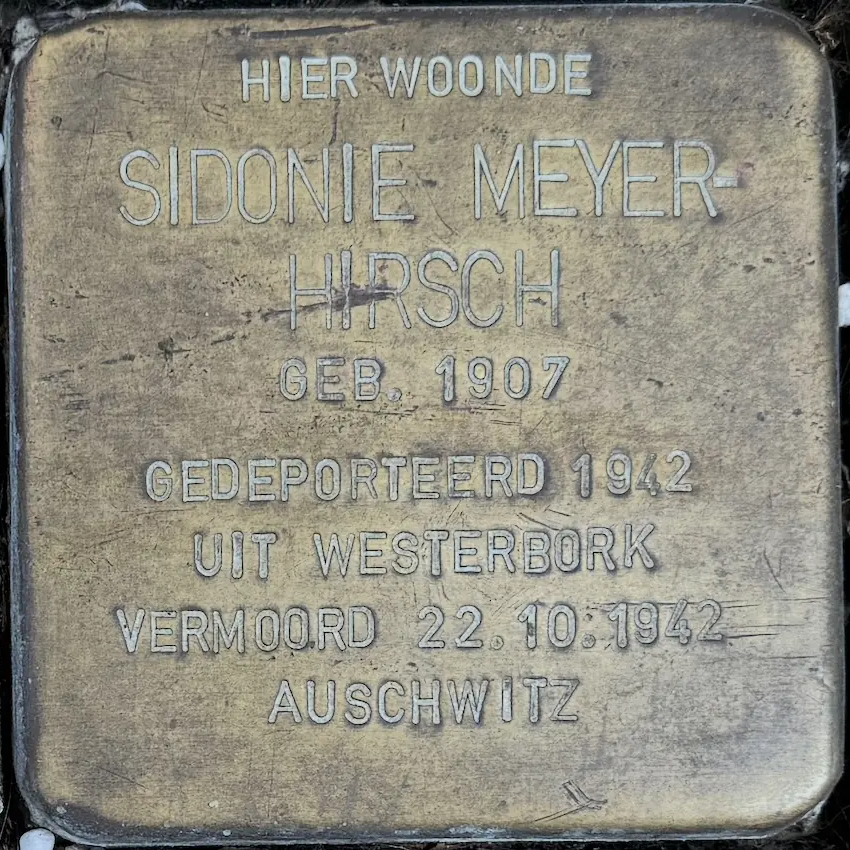 HIER WOONDE
SIDONIE MEYER-
HIRSCH
GEB. 1907
GEDEPORTEERD 1942
UIT WESTERBORK
VERMOORD 22.10.1942
AUSCHWITZ